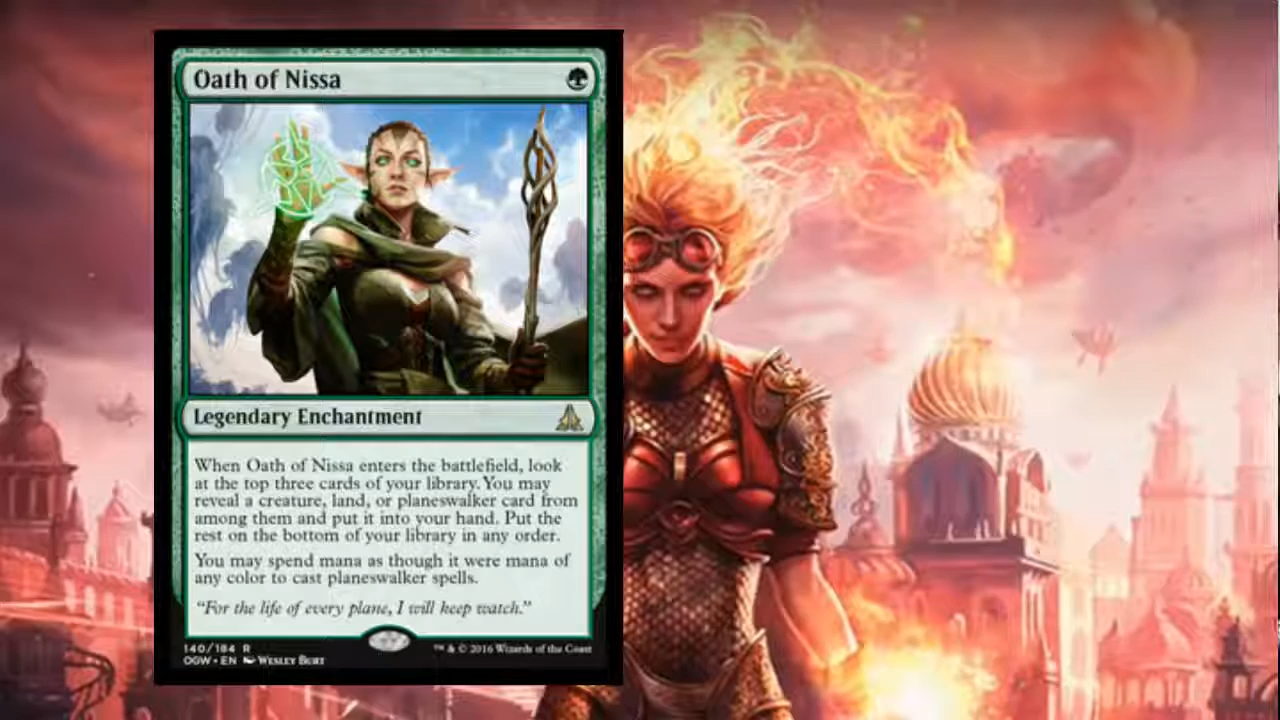 Oath of Nissa
Legendary Enchantment
When Oath of Nissa enters the battlefield, look
at the top three cards of your library. You may
reveal a creature, land, or planeswalker card from
among them and put it into your hand. Put the
rest on the bottom of your library in any order.
You may spend mana as though it were mana of
any color to cast planeswalker spells.
“For the life of every plane, I will keep watch.”
140/184 R
OGW • EN Wesley Burt
™ & © 2016 Wizards of the Coast